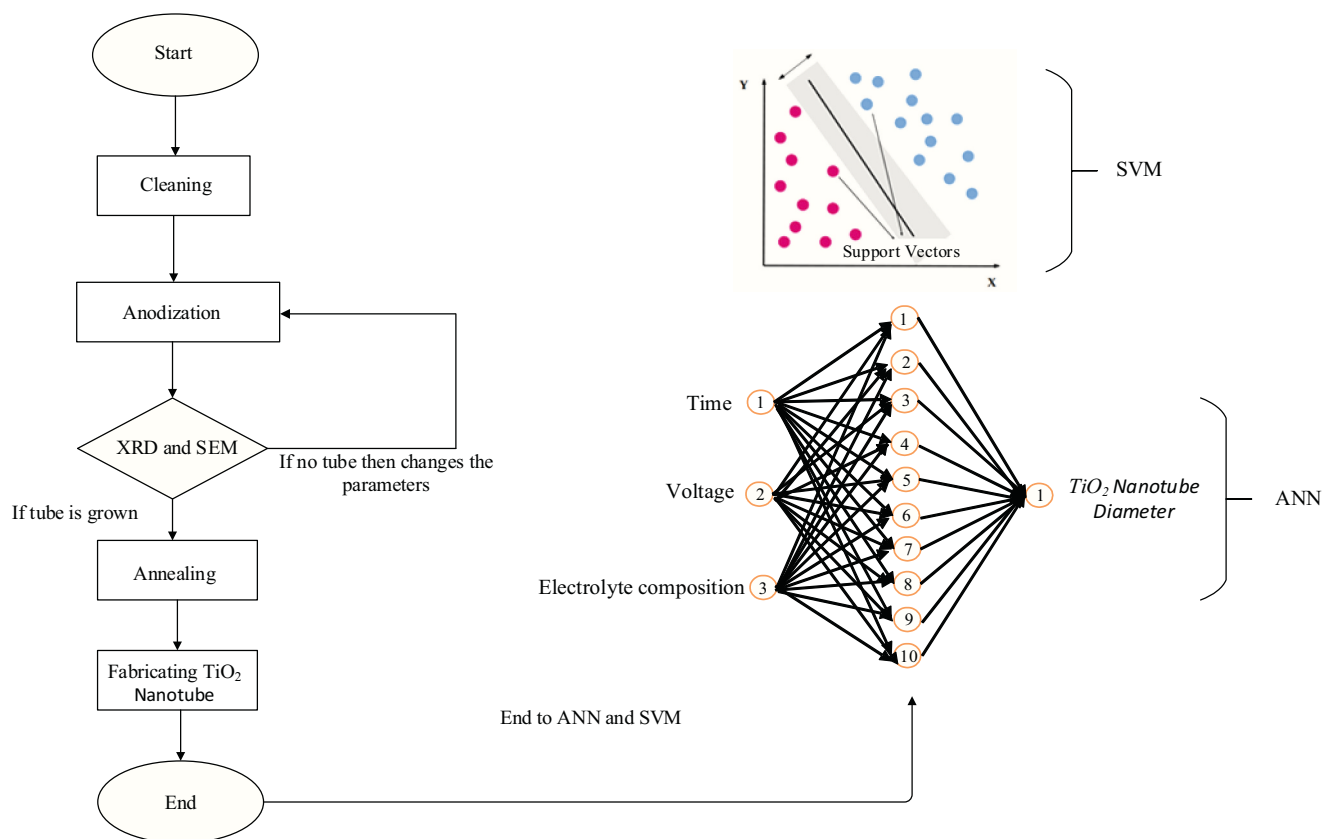 Start
Cleaning
Anodization
XRD and SEM
If no tube then changes the
parameters
If tube is grown
Annealing
Fabricating TiO₂
Nanotube
End
End to ANN and SVM
Y
Support Vectors
X
SVM
Time
Voltage
Electrolyte composition
1
2
3
1
2
3
4
5
6
7
8
9
10
1
TiO₂ Nanotube
Diameter
ANN